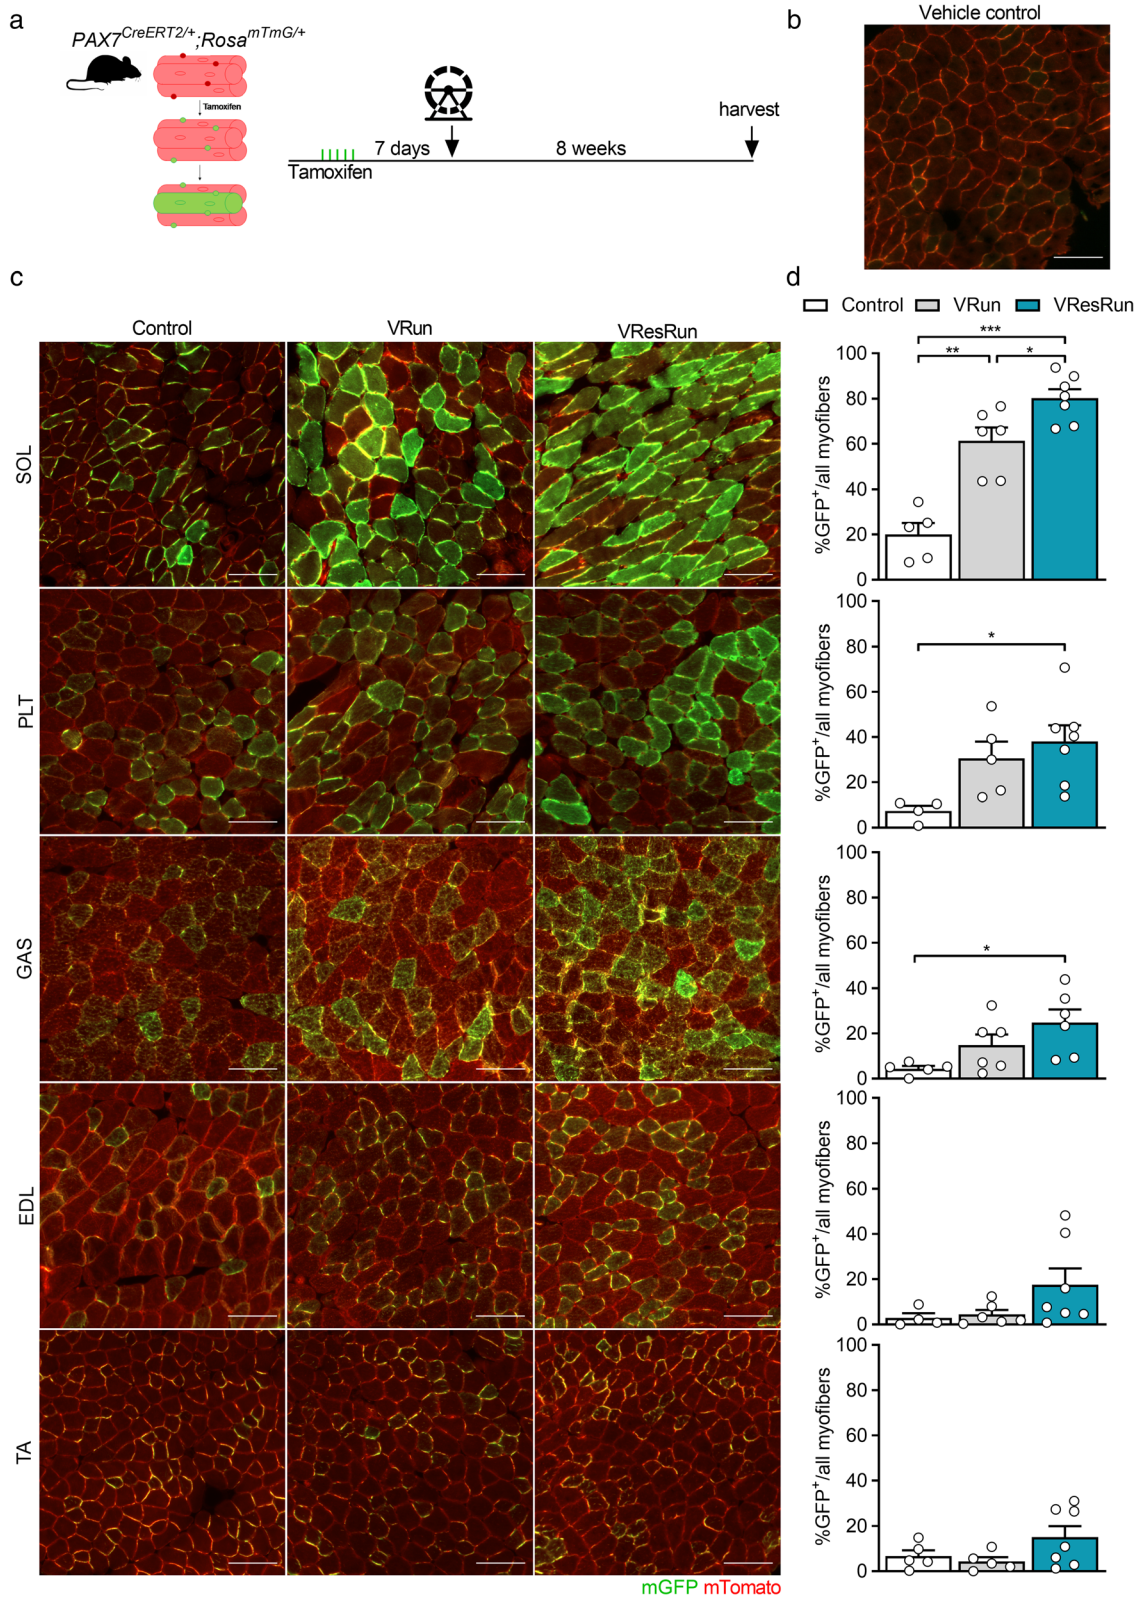 a
PAX7CreERT2/+;RosamTmG/+
Tamoxifen
Tamoxifen
7 days
8 weeks
harvest
b
Vehicle control
c
Control
VRun
VResRun
SOL
PLT
GAS
EDL
TA
mGFP mTomato
d
Control
VRun
VResRun
***
**
*
%GFP+/all myofibers
100
80
60
40
20
0
*
%GFP+/all myofibers
100
80
60
40
20
0
*
%GFP+/all myofibers
100
80
60
40
20
0
%GFP+/all myofibers
100
80
60
40
20
0
%GFP+/all myofibers
100
80
60
40
20
0